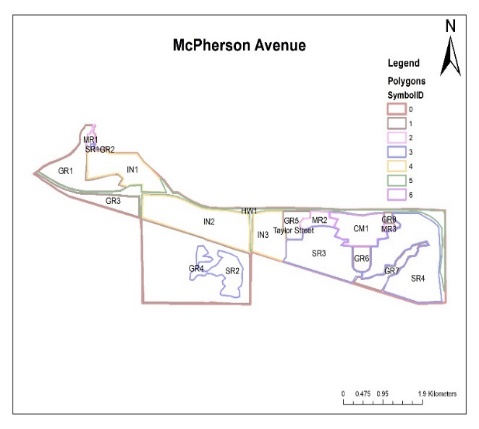 McPherson Avenue
N
Legend
Polygons
SymbolID
0
1
2
3
4
5
6
MR1
SR1GR2
GR1
IN1
GR3
HW1
IN2
IN3
GR5
Taylor Street
MR2
CM1
GR8
MR3
SR3
GR6
GR4
SR2
GR7
SR4
0 0.475 0.95 1.9 Kilometers